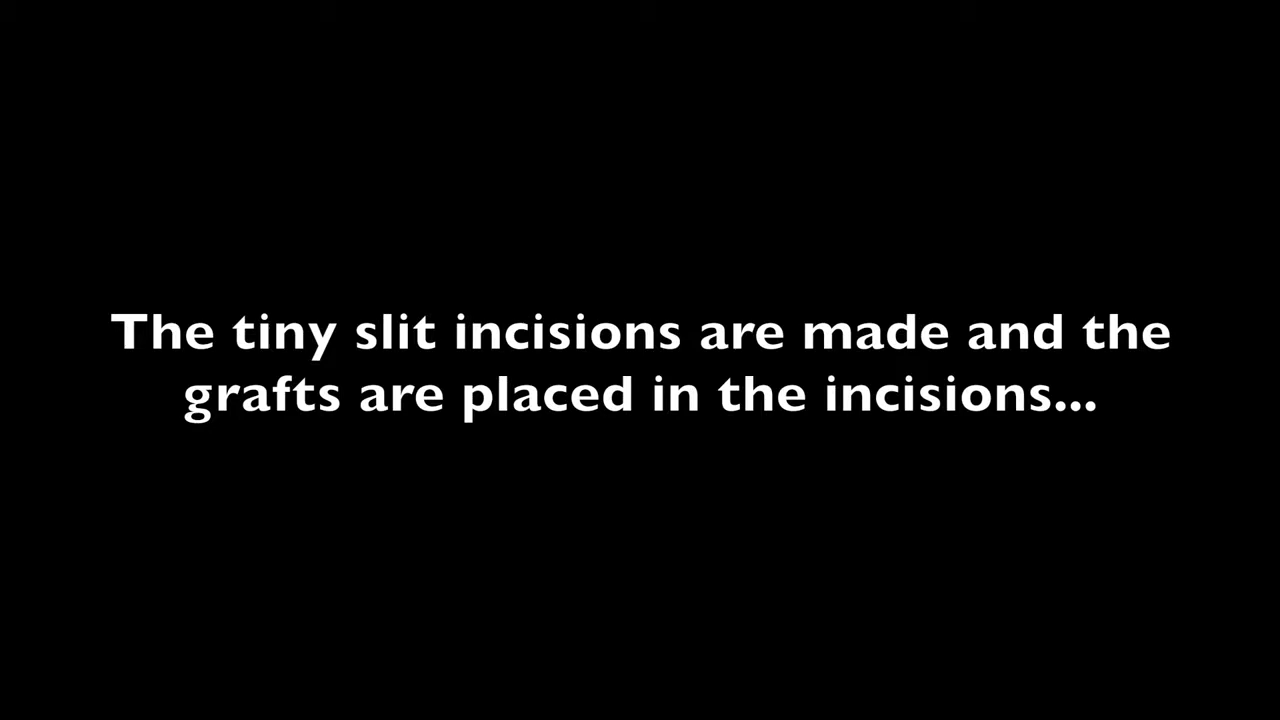 The tiny slit incisions are made and the
grafts are placed in the incisions...